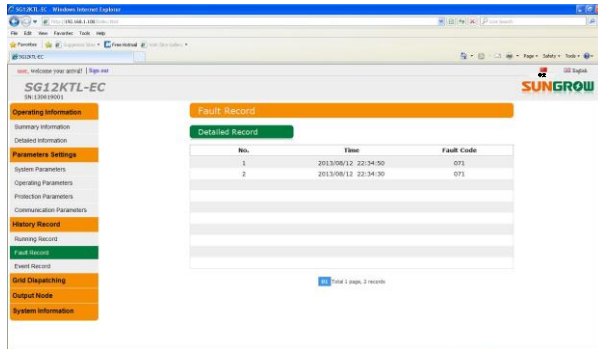 SG12KTL-EC - Windows Internet Explorer
File Edit View Favorites Tools Help
Favorites
SG12KTL-EC
Page Safety Tools
user, welcome your arrival! | Sign out
English
SG12KTL-EC
SUNGROW
Operating Information
Summary Information
Detailed Information
Parameters Settings
System Parameters
Operating Parameters
Protection Parameters
Communication Parameters
History Record
Running Record
Fault Record
Event Record
Grid Dispatching
Output Node
System Information
Fault Record
Detailed Record
No. Time Fault Code
1 2013/08/12 22:34:50 071
2 2013/08/12 22:34:30 071
01 Total 1 page, 2 records